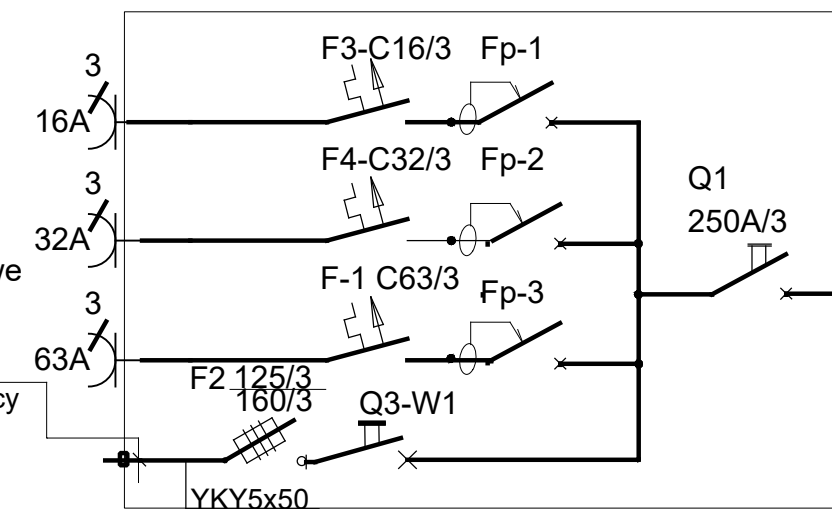 F3-C16/3 Fp-1
3
16A
F4-C32/3 Fp-2
3
32A
Q1
250A/3
ve
F-1 C63/3 Fp-3
3
63A
F2 125/3
160/3
Q3-W1
cy
YKY5x50